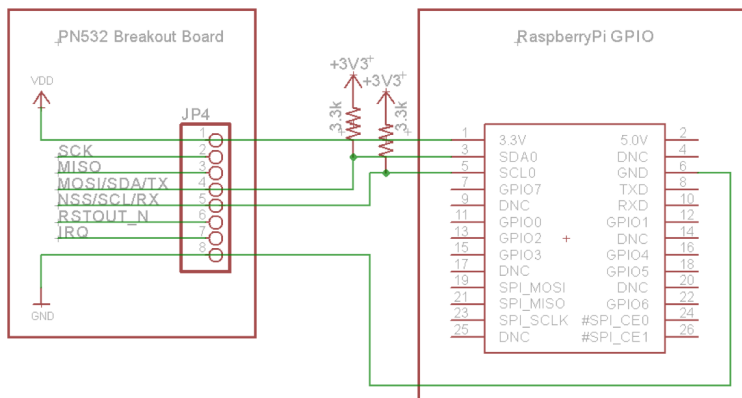 PN532 Breakout Board
VDD
JP4
1
SCK 2
MISO 3
MOSI/SDA/TX 4
NSS/SCL/RX 5
RSTOUT_N 6
IRQ 7
8
GND
+3V3
+3V3
3.3k
3.3k
RaspberryPi GPIO
1 3.3V 5.0V 2
3 SDA0 DNC 4
5 SCL0 GND 6
7 GPIO7 TXD 8
9 DNC RXD 10
11 GPIO0 GPIO1 12
13 GPIO2 DNC 14
15 GPIO3 GPIO4 16
17 DNC GPIO5 18
19 SPI_MOSI DNC 20
21 SPI_MISO GPIO6 22
23 SPI_SCLK #SPI_CE0 24
25 DNC #SPI_CE1 26